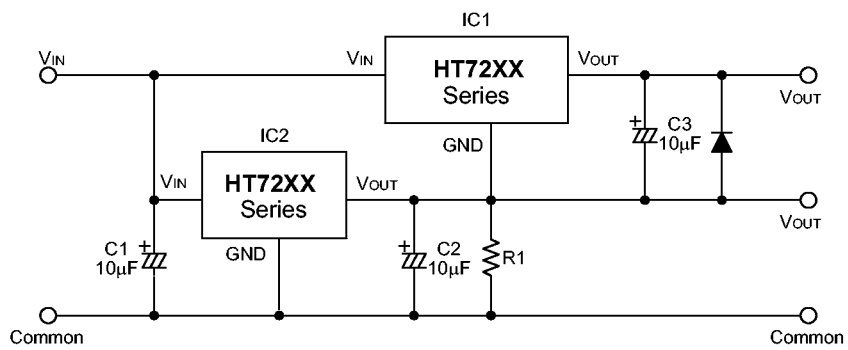 IC1
VIN
VIN
HT72XX
Series
VOUT
VOUT
GND
C3
10μF
IC2
VIN
HT72XX
Series
VOUT
VOUT
GND
C1
10μF
C2
10μF
R1
Common
Common